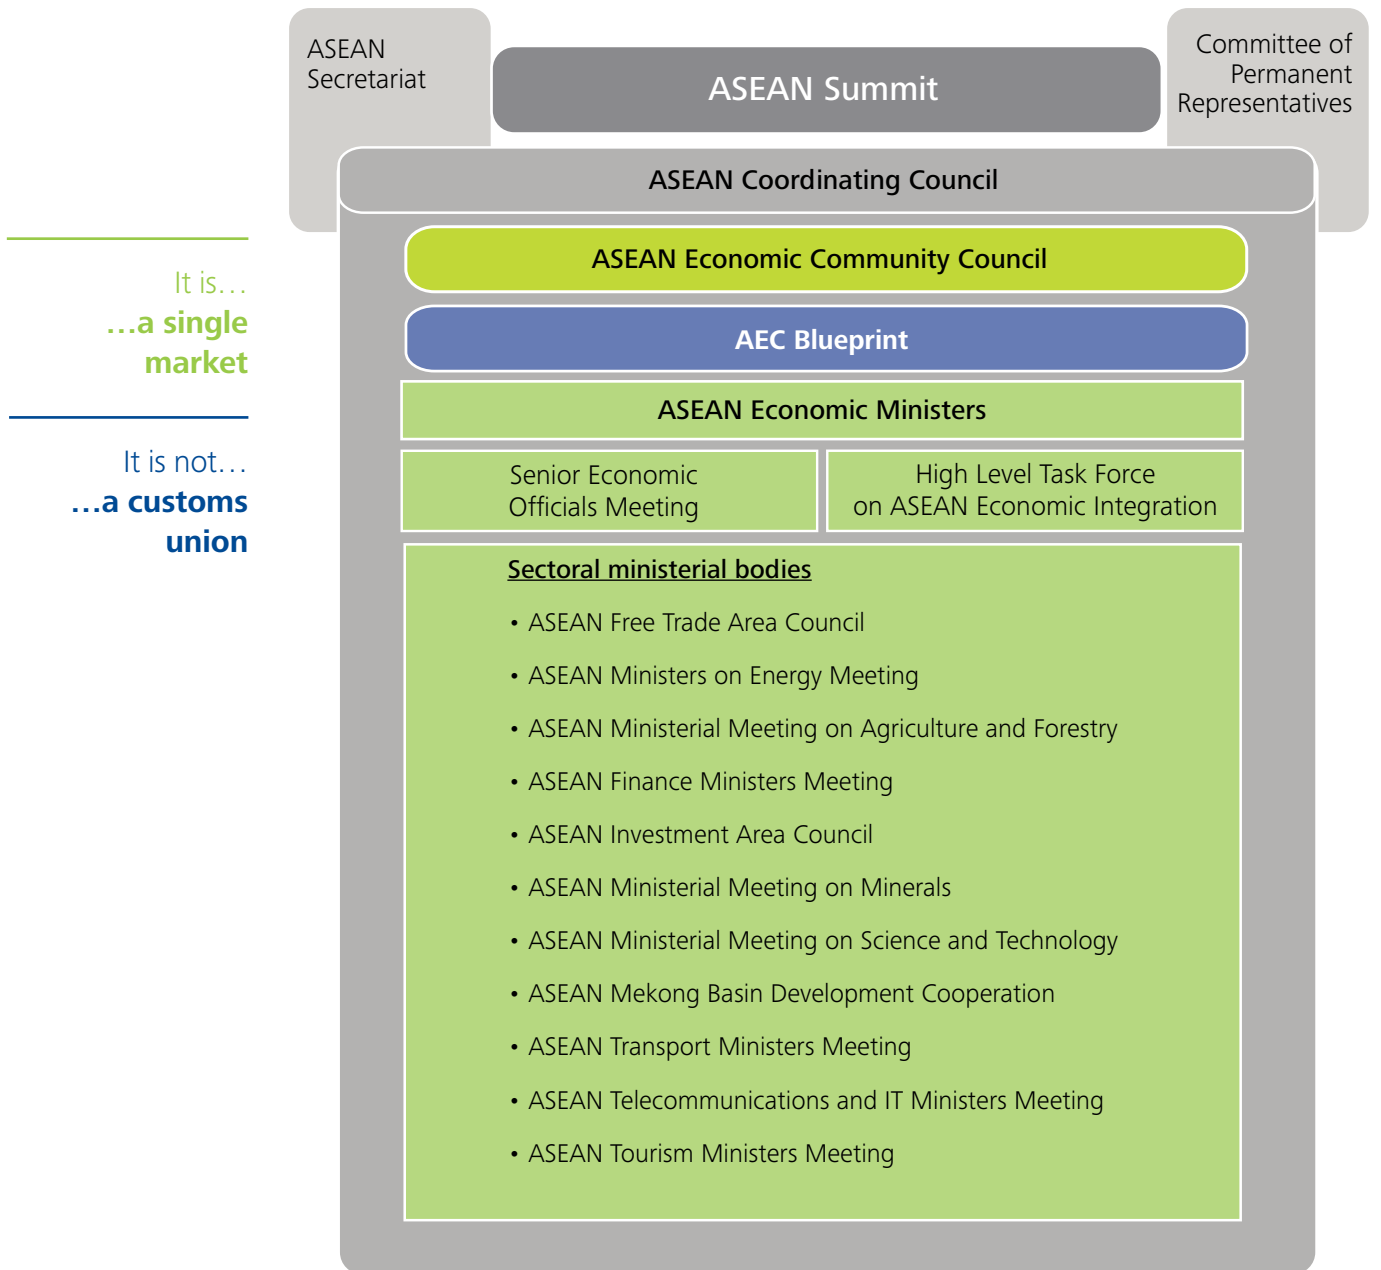 ASEAN
Secretariat
ASEAN Summit
Committee of
Permanent
Representatives
ASEAN Coordinating Council
ASEAN Economic Community Council
AEC Blueprint
ASEAN Economic Ministers
Senior Economic
Officials Meeting
High Level Task Force
on ASEAN Economic Integration
Sectoral ministerial bodies
• ASEAN Free Trade Area Council
• ASEAN Ministers on Energy Meeting
• ASEAN Ministerial Meeting on Agriculture and Forestry
• ASEAN Finance Ministers Meeting
• ASEAN Investment Area Council
• ASEAN Ministerial Meeting on Minerals
• ASEAN Ministerial Meeting on Science and Technology
• ASEAN Mekong Basin Development Cooperation
• ASEAN Transport Ministers Meeting
• ASEAN Telecommunications and IT Ministers Meeting
• ASEAN Tourism Ministers Meeting
It is…
…a single
market
It is not…
…a customs
union